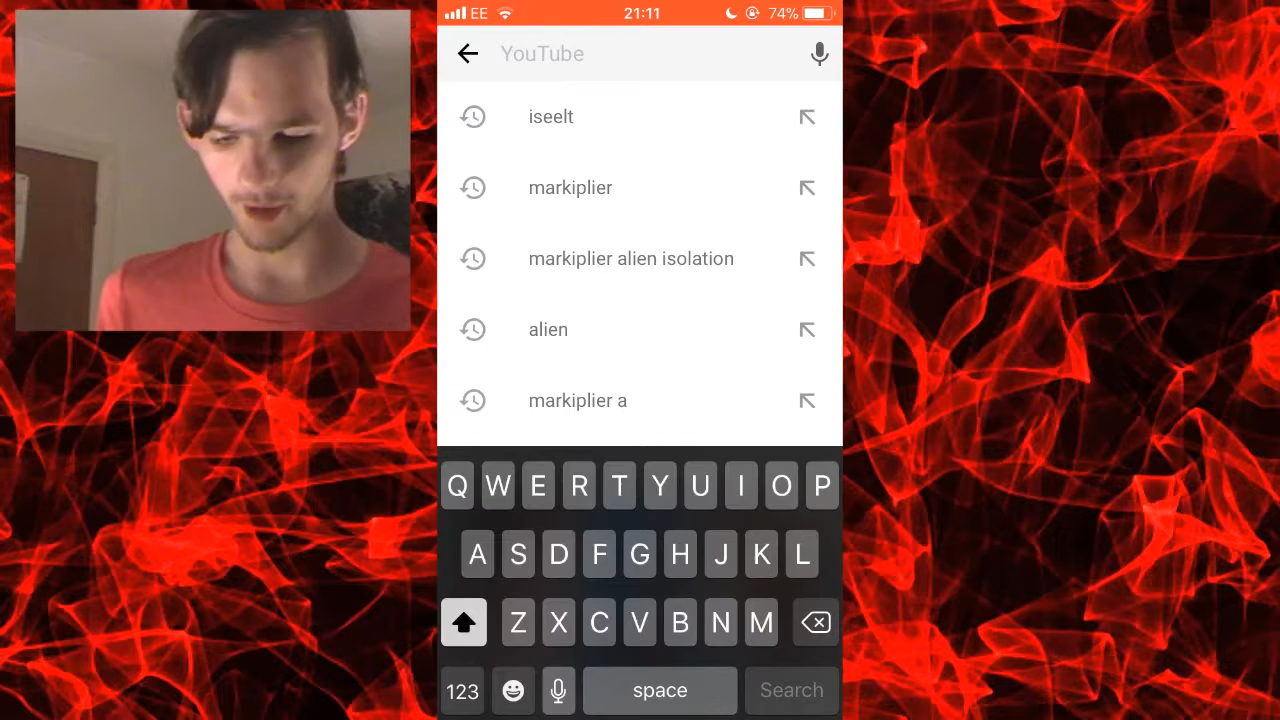 EE 21:11 74%
YouTube
iseelt
markiplier
markiplier alien isolation
alien
markiplier a
Q W E R T Y U I O P
A S D F G H J K L
Z X C V B N M
123 space Search